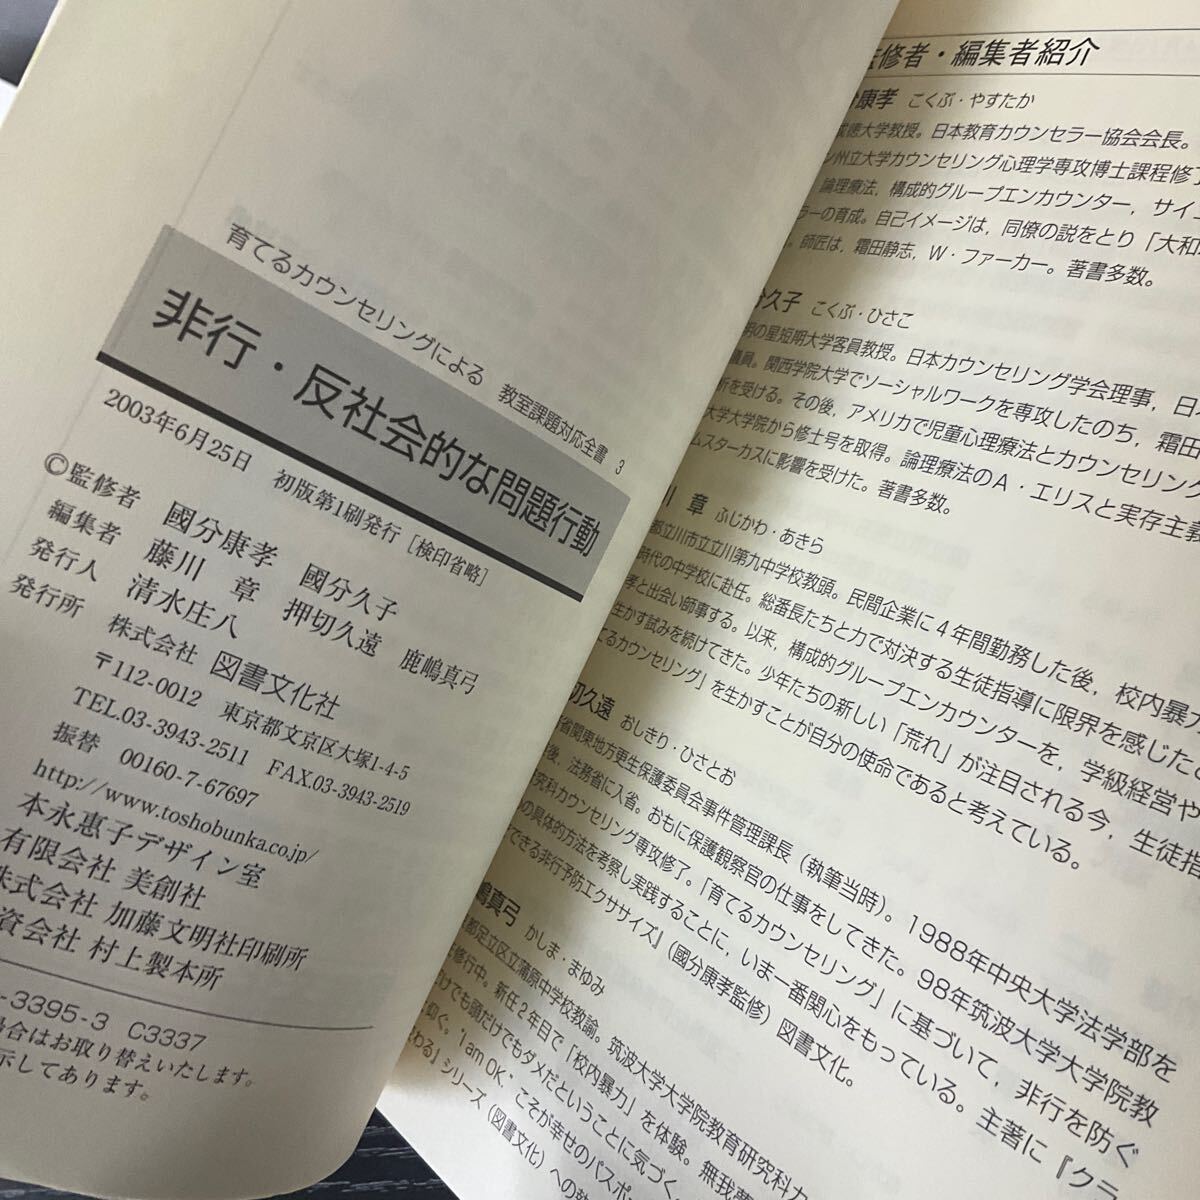 育てるカウンセリングによる 教室課題対応全書 3
非行・反社会的な問題行動
2003年6月25日 初版第1刷発行［検印省略］
©監修者 國分康孝 國分久子
編集者 藤川 章 押切久遠 鹿嶋真弓
発行人 清水庄八
発行所 株式会社 図書文化社
〒112-0012 東京都文京区大塚1-4-5
TEL.03-3943-2511 FAX.03-3943-2519
振替 00160-7-67697
http://www.toshobunka.co.jp/
本永惠子デザイン室
有限会社 美創社
株式会社 加藤文明社印刷所
資会社 村上製本所
-3395-3 C3337
場合はお取り替えいたします。
示してあります。
監修者・編集者紹介
康孝 こくぶ・やすたか
成徳大学教授。日本教育カウンセラー協会会長。
ン州立大学カウンセリング心理学専攻博士課程修了
論理療法，構成的グループエンカウンター，サイ
ラーの育成。自己イメージは，同僚の説をとり「大和
。師匠は，霜田静志，W・ファーカー。著書多数。
久子 こくぶ・ひさこ
明の星短期大学客員教授。日本カウンセリング学会理事，日
議員。関西学院大学でソーシャルワークを専攻したのち，霜田
析を受ける。その後，アメリカで児童心理療法とカウンセリング
大学大学院から修士号を取得。論理療法のA・エリスと実存主義
ムスターカスに影響を受けた。著書多数。
川 章 ふじかわ・あきら
都立川市立立川第九中学校教頭。民間企業に4年間勤務した後，校内暴力
時代の中学校に赴任。総番長たちと力で対決する生徒指導に限界を感じたと
孝と出会い師事する。以来，構成的グループエンカウンターを，学級経営や
生かす試みを続けてきた。少年たちの新しい「荒れ」が注目される今，生徒指
てるカウンセリング」を生かすことが自分の使命であると考えている。
切久遠 おしきり・ひさとお
省関東地方更生保護委員会事件管理課長（執筆当時）。1988年中央大学法学部を
後，法務省に入省。おもに保護観察官の仕事をしてきた。98年筑波大学大学院教
研究科カウンセリング専攻修了。「育てるカウンセリング」に基づいて，非行を防ぐ
の具体的方法を考察し実践することに，いま一番関心をもっている。主著に『クラ
できる非行予防エクササイズ』（國分康孝監修）図書文化。
嶋真弓 かしま・まゆみ
都足立区立蒲原中学校教諭。筑波大学大学院教育研究科カ
修行中。新任2年目で「校内暴力」を体験。無我
だけでも頭だけでもダメだということに気づく。
仰ぐ。"I am OK."こそが幸せのパスポ
わる」シリーズ（図書文化）への執